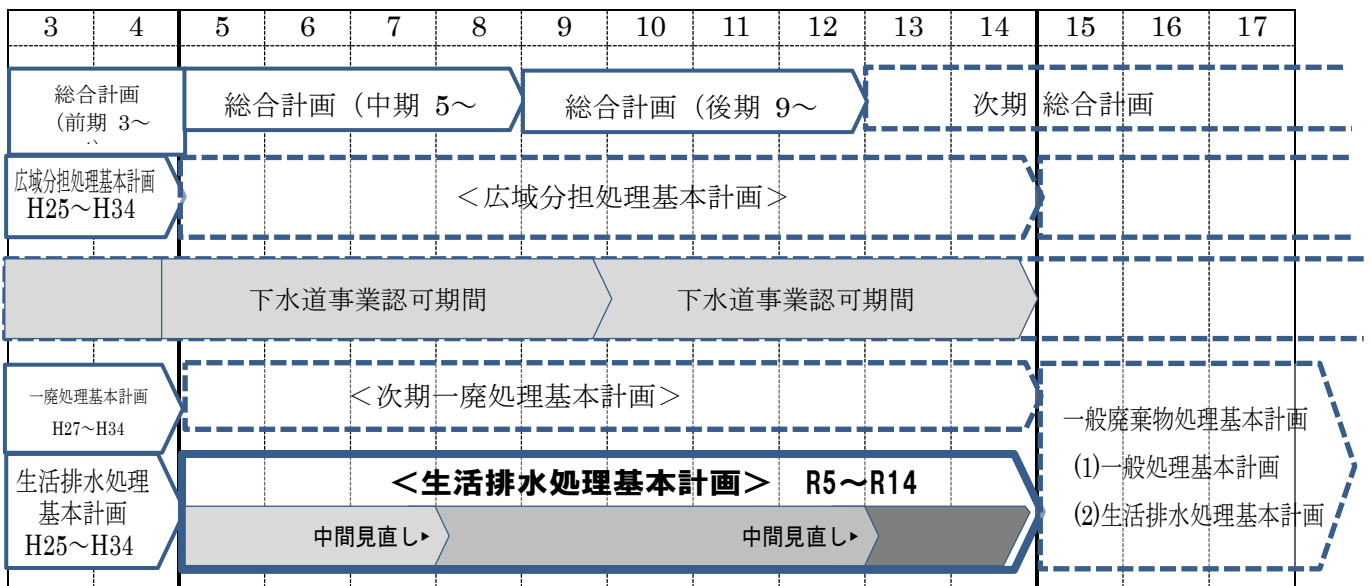 3 4 5 6 7 8 9 10 11 12 13 14 15 16 17
総合計画
(前期 3～
総合計画 (中期 5～
総合計画 (後期 9～
次期 総合計画
広域分担処理基本計画
H25～H34
＜広域分担処理基本計画＞
下水道事業認可期間
下水道事業認可期間
一廃処理基本計画
H27～H34
＜次期一廃処理基本計画＞
生活排水処理
基本計画
H25～H34
＜生活排水処理基本計画＞ R5～R14
中間見直し▸
中間見直し▸
一般廃棄物処理基本計画
(1)一般処理基本計画
(2)生活排水処理基本計画